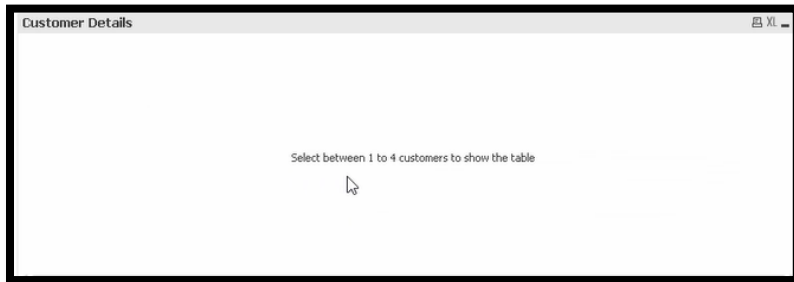 Customer Details
XL
Select between 1 to 4 customers to show the table